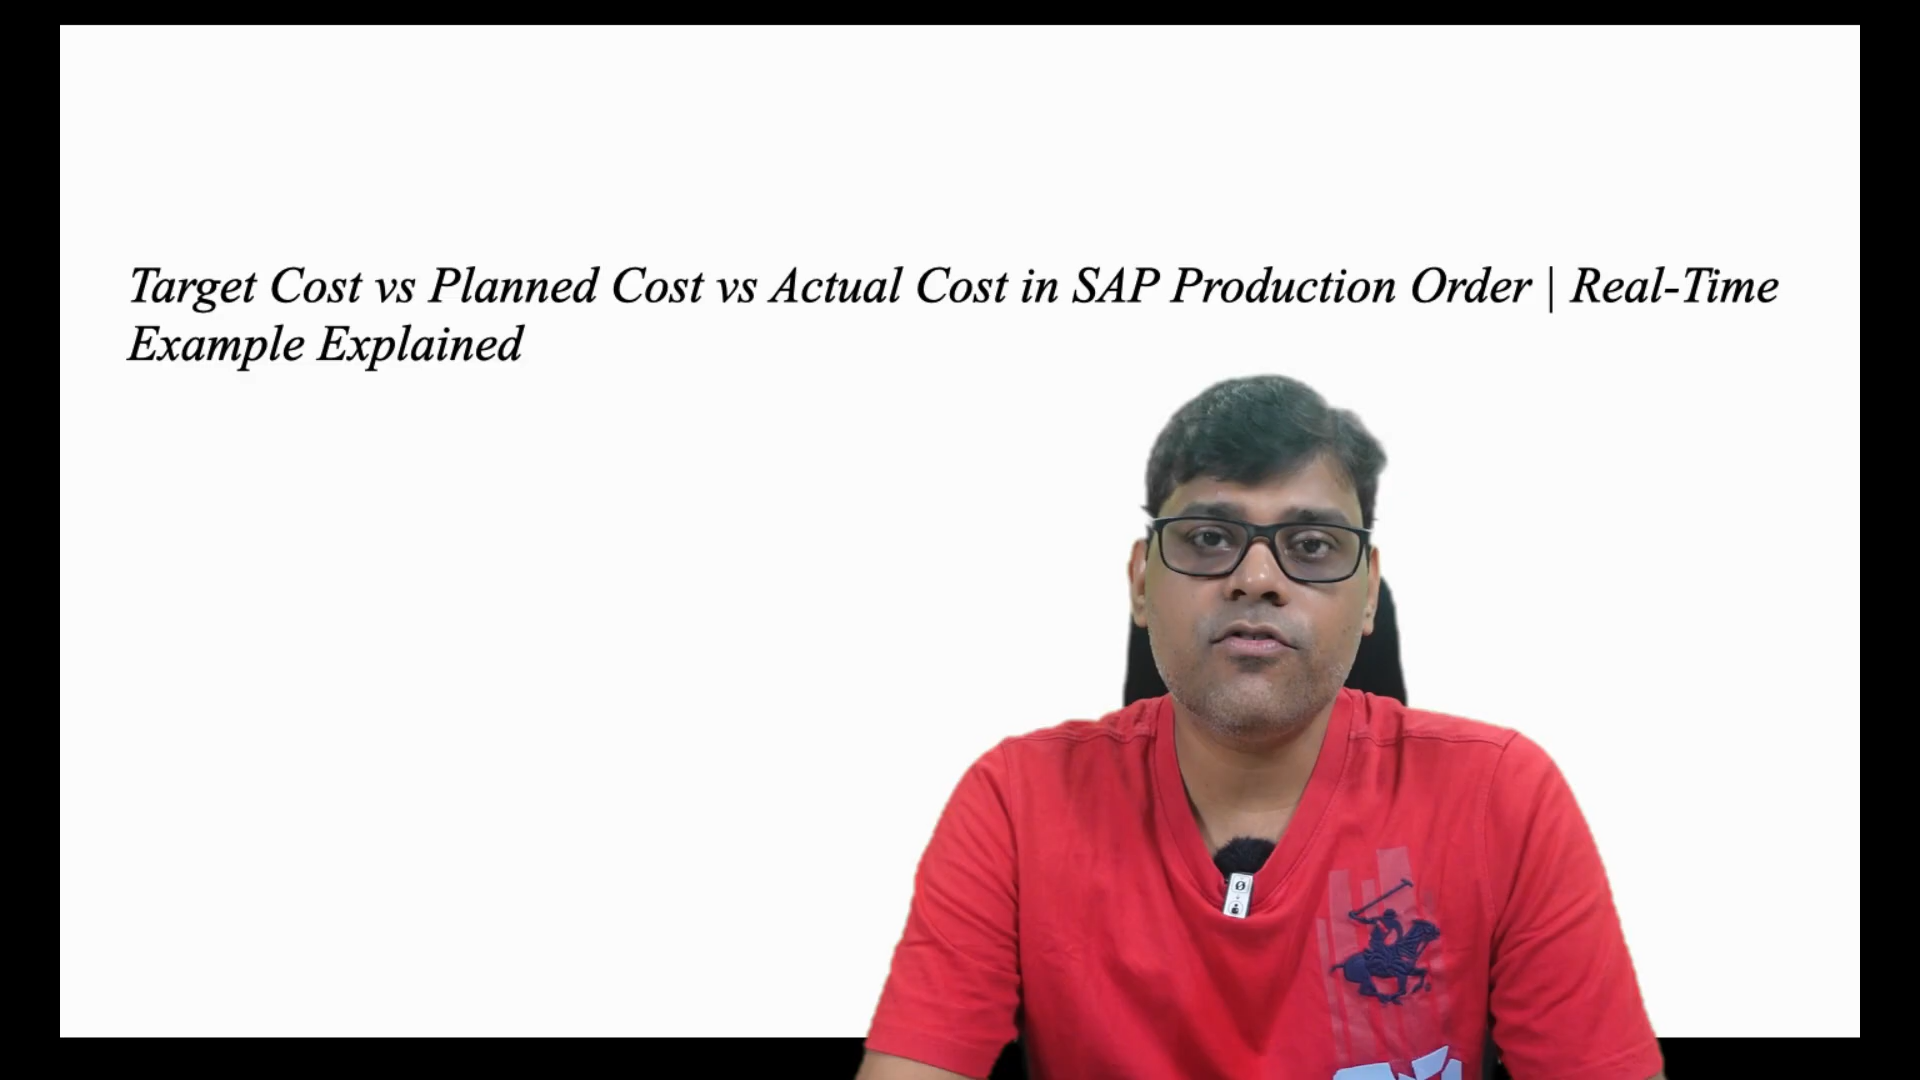 Target Cost vs Planned Cost vs Actual Cost in SAP Production Order | Real-Time
Example Explained